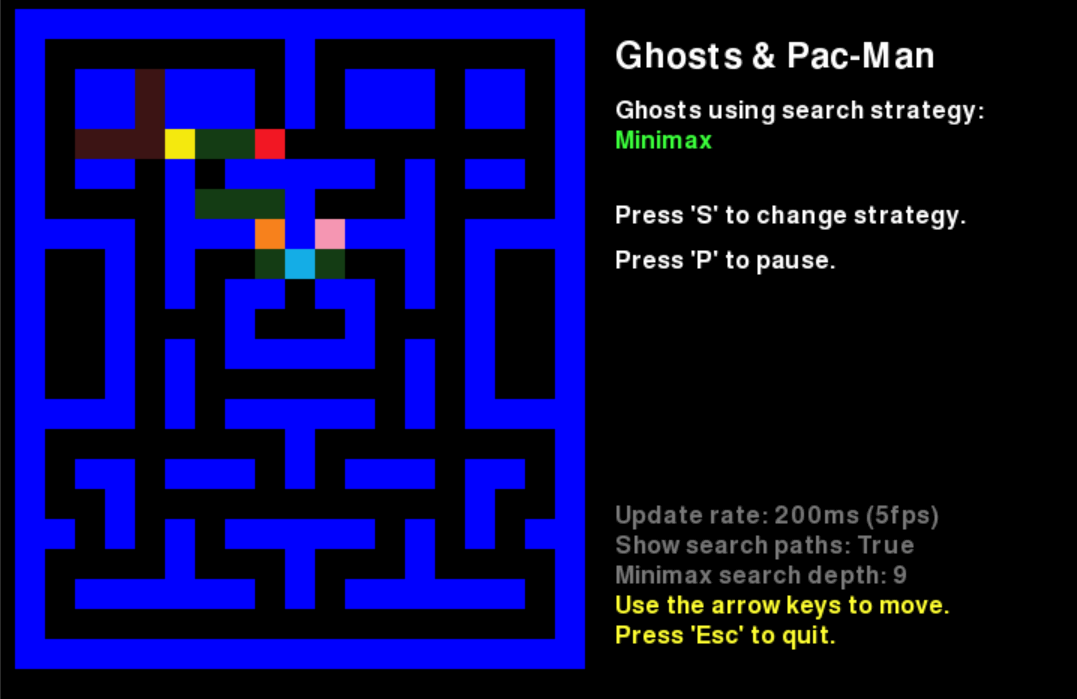 Ghosts & Pac-Man
Ghosts using search strategy:
Minimax
Press 'S' to change strategy.
Press 'P' to pause.
Update rate: 200ms (5fps)
Show search paths: True
Minimax search depth: 9
Use the arrow keys to move.
Press 'Esc' to quit.